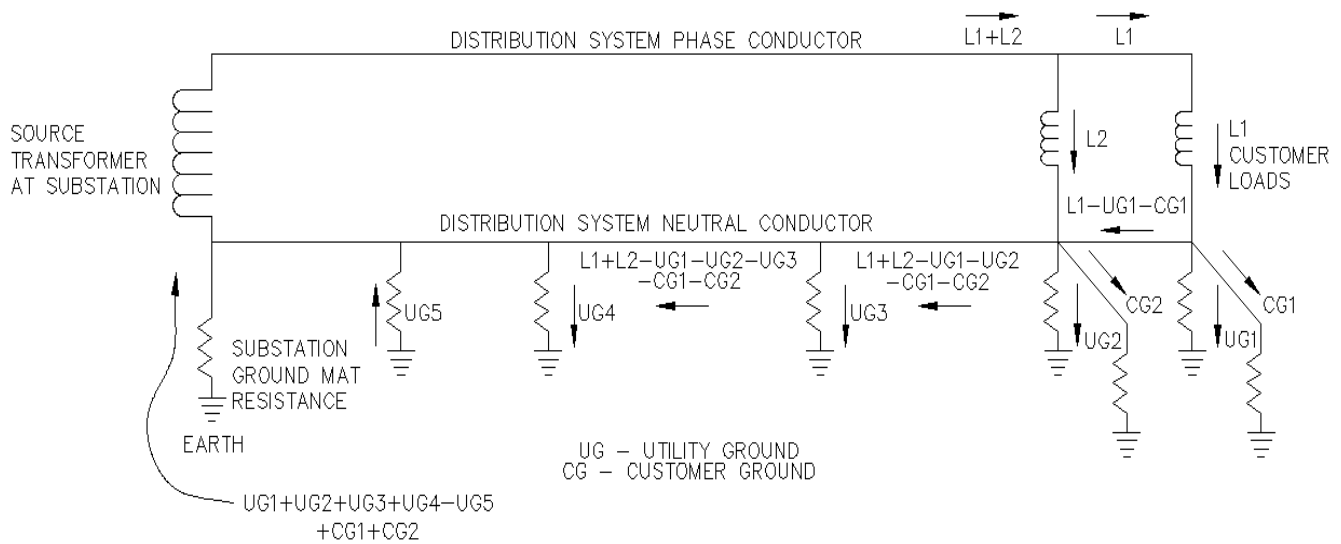 DISTRIBUTION SYSTEM PHASE CONDUCTOR
L1+L2
L1
SOURCE
TRANSFORMER
AT SUBSTATION
L2
L1
CUSTOMER
LOADS
L1-UG1-CG1
DISTRIBUTION SYSTEM NEUTRAL CONDUCTOR
L1+L2-UG1-UG2-UG3
-CG1-CG2
L1+L2-UG1-UG2
-CG1-CG2
UG5
UG4
UG3
CG2
UG2
CG1
UG1
SUBSTATION
GROUND MAT
RESISTANCE
EARTH
UG - UTILITY GROUND
CG - CUSTOMER GROUND
UG1+UG2+UG3+UG4-UG5
+CG1+CG2